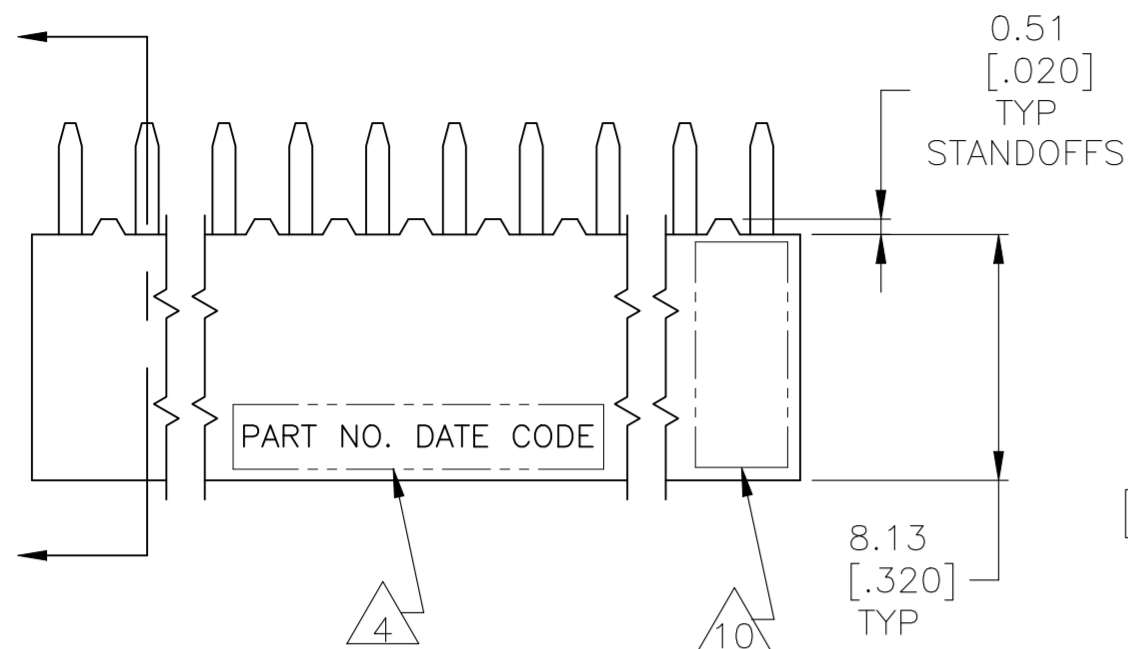 0.51
[.020]
TYP
STANDOFFS
PART NO. DATE CODE
8.13
[.320]
TYP
4
10